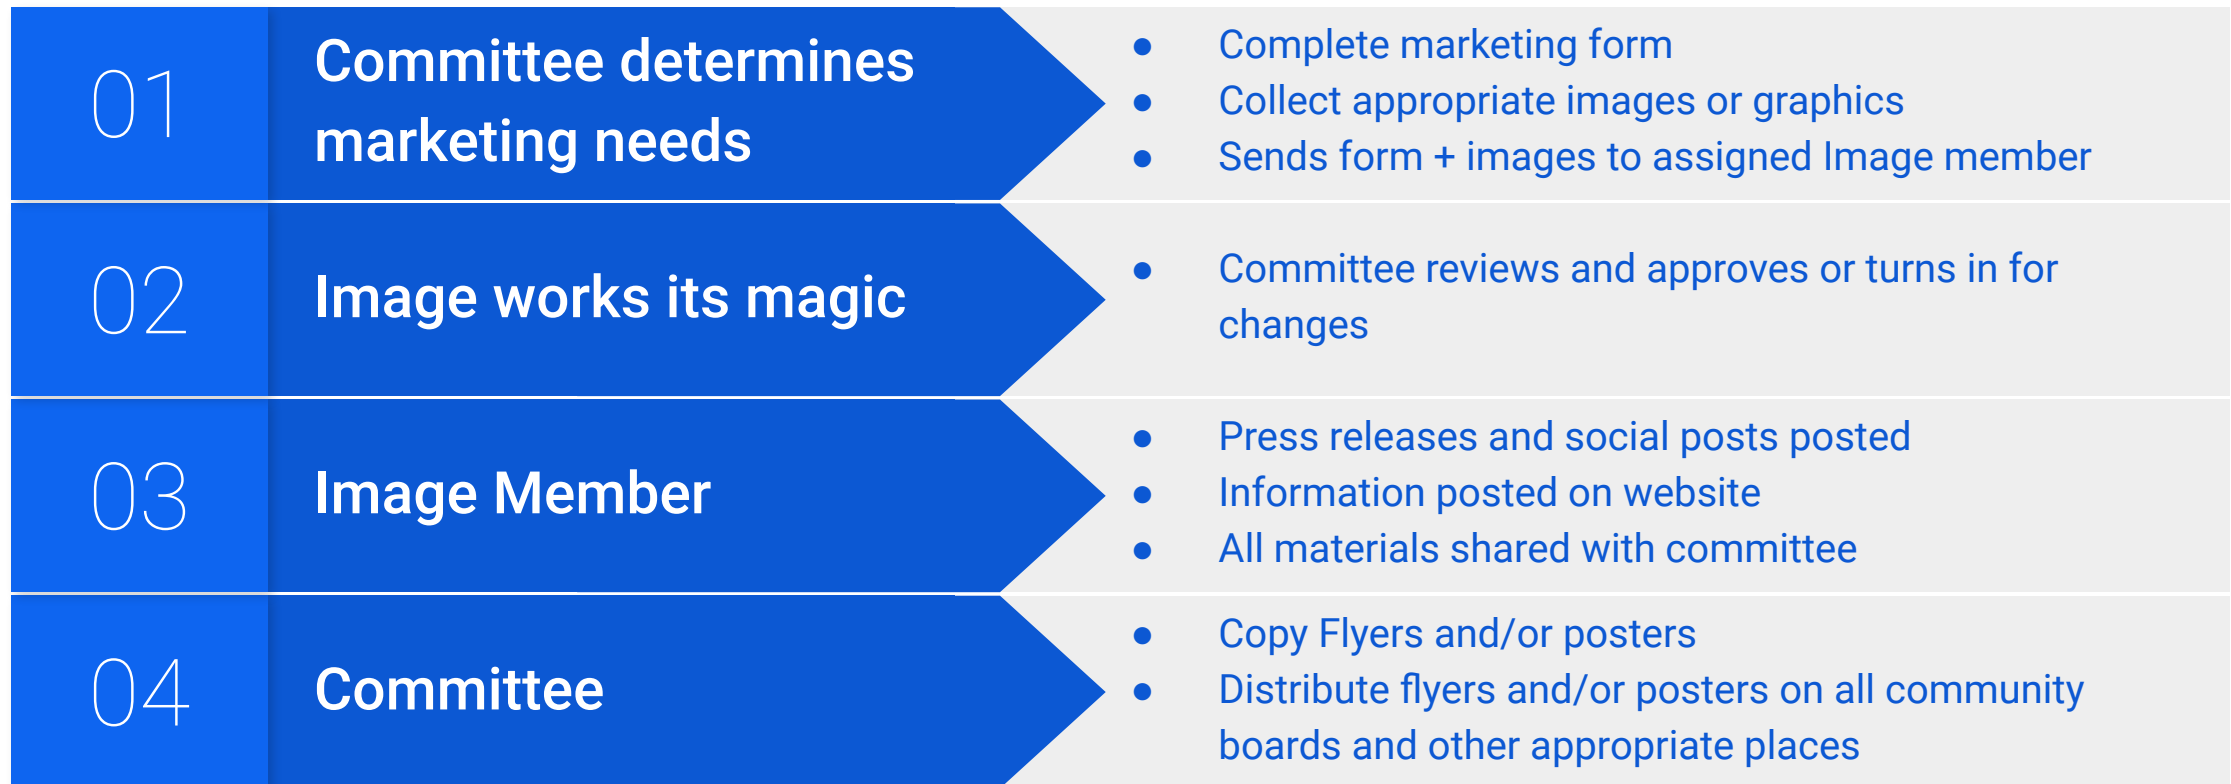 01
Committee determines
marketing needs
● Complete marketing form
● Collect appropriate images or graphics
● Sends form + images to assigned Image member
02
Image works its magic
● Committee reviews and approves or turns in for
changes
03
Image Member
● Press releases and social posts posted
● Information posted on website
● All materials shared with committee
04
Committee
● Copy Flyers and/or posters
● Distribute flyers and/or posters on all community
boards and other appropriate places